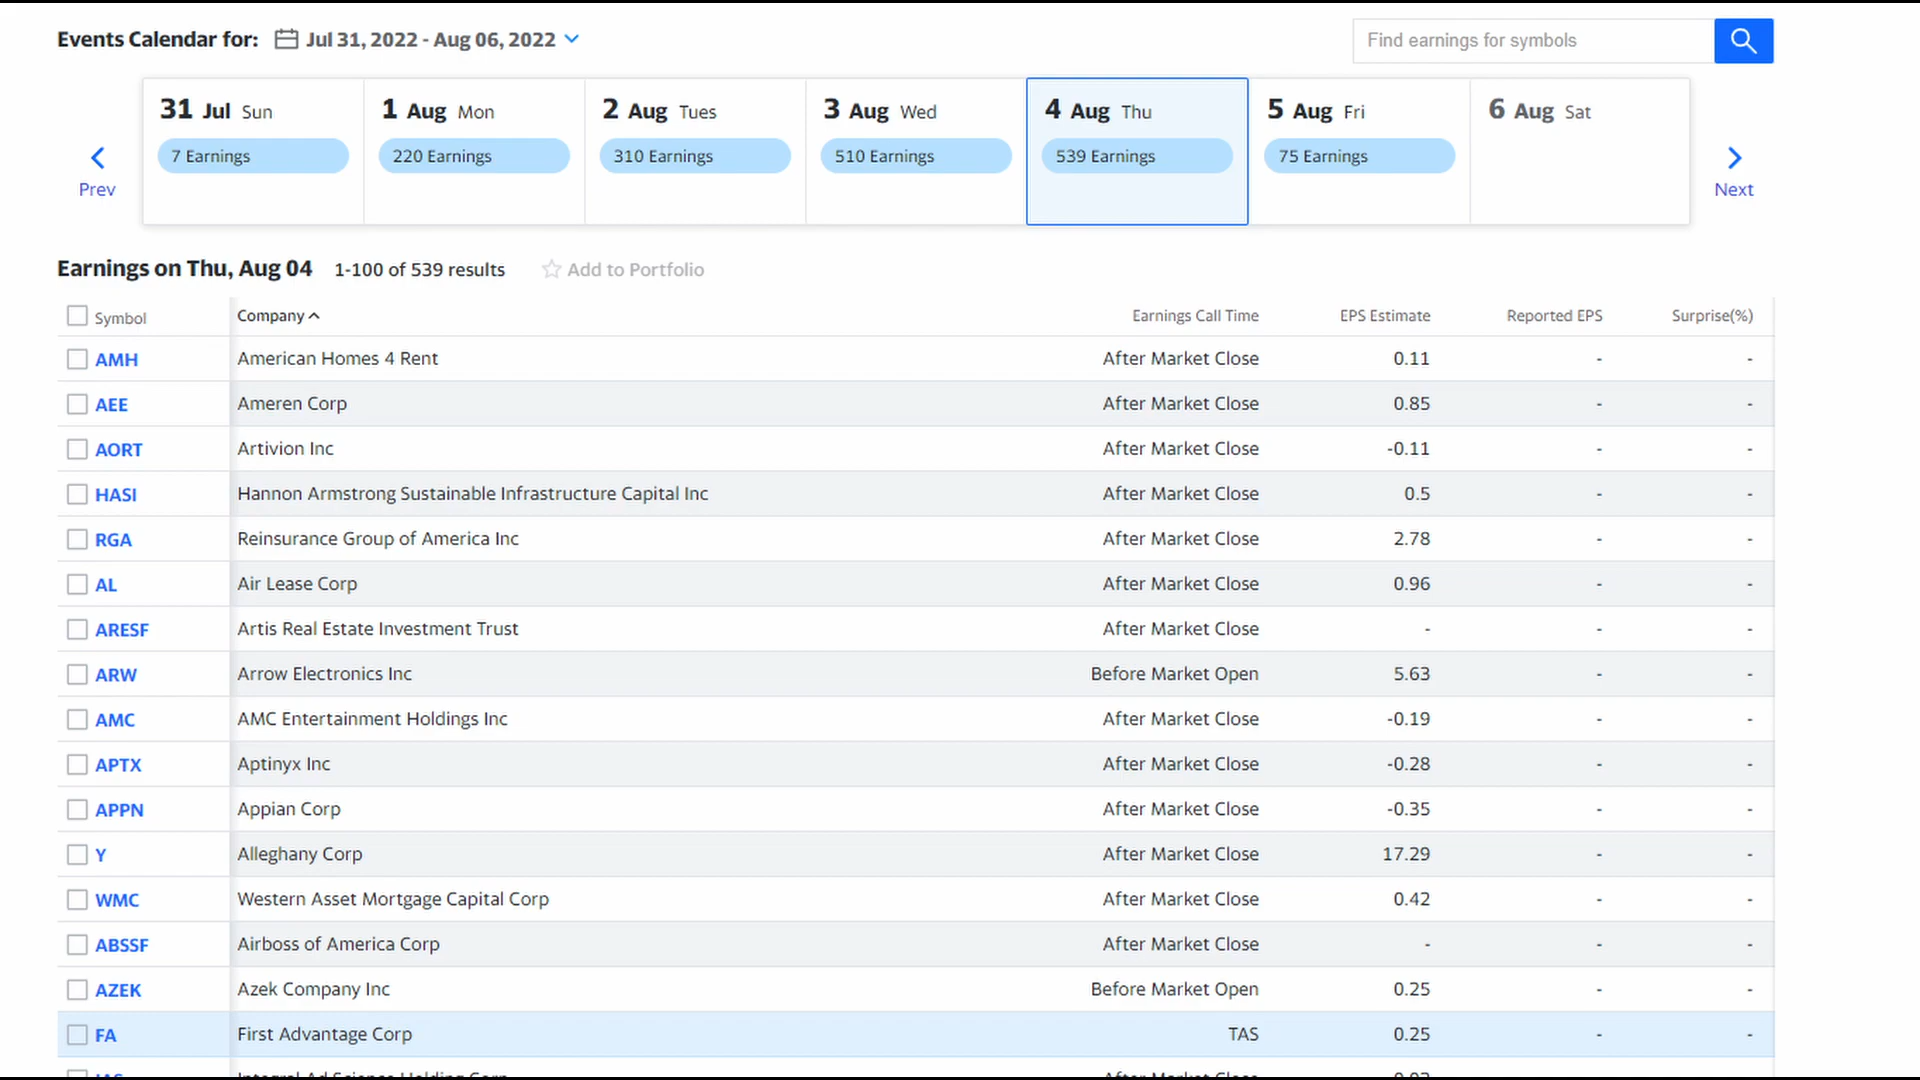 Events Calendar for: Jul 31, 2022 - Aug 06, 2022
Find earnings for symbols
31 Jul Sun 1 Aug Mon 2 Aug Tues 3 Aug Wed 4 Aug Thu 5 Aug Fri 6 Aug Sat
7 Earnings 220 Earnings 310 Earnings 510 Earnings 539 Earnings 75 Earnings
Prev Next
Earnings on Thu, Aug 04 1-100 of 539 results Add to Portfolio
Symbol Company Earnings Call Time EPS Estimate Reported EPS Surprise(%)
AMH American Homes 4 Rent After Market Close 0.11 - -
AEE Ameren Corp After Market Close 0.85 - -
AORT Artivion Inc After Market Close -0.11 - -
HASI Hannon Armstrong Sustainable Infrastructure Capital Inc After Market Close 0.5 - -
RGA Reinsurance Group of America Inc After Market Close 2.78 - -
AL Air Lease Corp After Market Close 0.96 - -
ARESF Artis Real Estate Investment Trust After Market Close - - -
ARW Arrow Electronics Inc Before Market Open 5.63 - -
AMC AMC Entertainment Holdings Inc After Market Close -0.19 - -
APTX Aptinyx Inc After Market Close -0.28 - -
APPN Appian Corp After Market Close -0.35 - -
Y Alleghany Corp After Market Close 17.29 - -
WMC Western Asset Mortgage Capital Corp After Market Close 0.42 - -
ABSSF Airboss of America Corp After Market Close - - -
AZEK Azek Company Inc Before Market Open 0.25 - -
FA First Advantage Corp TAS 0.25 - -
Integral Ad Science Holding Corp After Market Close